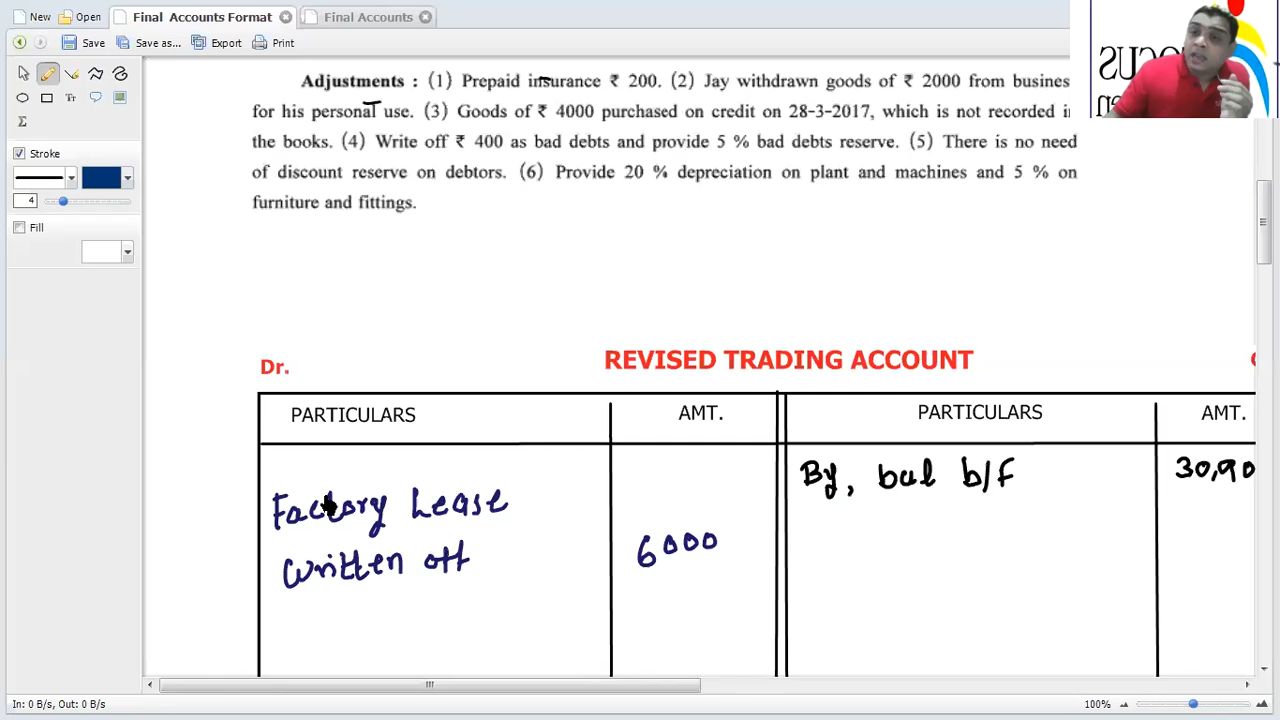 New Open Final Accounts Format Final Accounts
Save Save as... Export Print
Adjustments : (1) Prepaid insurance ₹ 200. (2) Jay withdrawn goods of ₹ 2000 from busines
for his personal use. (3) Goods of ₹ 4000 purchased on credit on 28-3-2017, which is not recorded i
the books. (4) Write off ₹ 400 as bad debts and provide 5 % bad debts reserve. (5) There is no need
of discount reserve on debtors. (6) Provide 20 % depreciation on plant and machines and 5 % on
furniture and fittings.
Tr
Σ
Stroke
4
Fill
Dr. REVISED TRADING ACCOUNT
PARTICULARS AMT. PARTICULARS AMT.
By, bal b/f 30,90
Factory Lease
Written off 6000
In: 0 B/s, Out: 0 B/s 100%